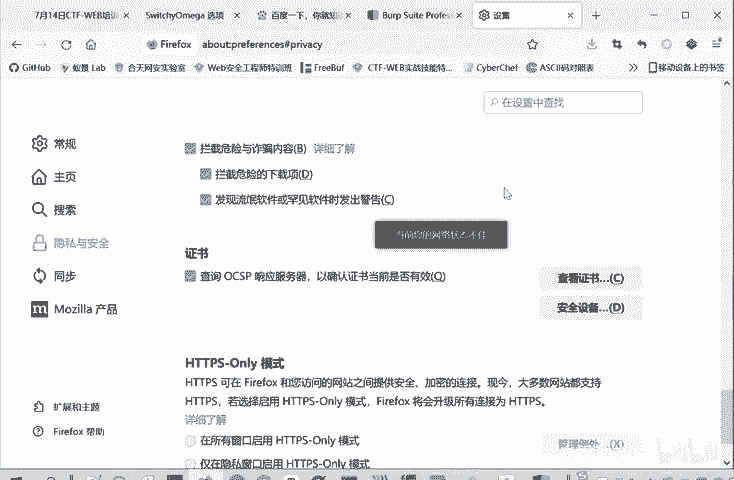 7月14日CTF-WEB培训
SwitchyOmega 选项
百度一下，你就知
Burp Suite Profess
设置
Firefox
about:preferences#privacy
GitHub
蚁景 Lab
合天网安实验室
Web安全工程师特训班
FreeBuf
CTF-WEB实战技能特...
CyberChef
ASCII码对照表
移动设备上的书签
在设置中查找
常规
主页
搜索
隐私与安全
同步
Mozilla 产品
扩展和主题
Firefox 帮助
拦截危险与诈骗内容(B) 详细了解
拦截危险的下载项(D)
发现流氓软件或罕见软件时发出警告(C)
当前您的网络状态不佳
证书
查询 OCSP 响应服务器，以确认证书当前是否有效(Q)
查看证书...(C)
安全设备...(D)
HTTPS-Only 模式
HTTPS 可在 Firefox 和您访问的网站之间提供安全、加密的连接。现今，大多数网站都支持
HTTPS，若选择启用 HTTPS-Only 模式，Firefox 将会升级所有连接为 HTTPS。
详细了解
在所有窗口启用 HTTPS-Only 模式
管理例外...(X)
仅在隐私窗口启用 HTTPS-Only 模式
bilibili